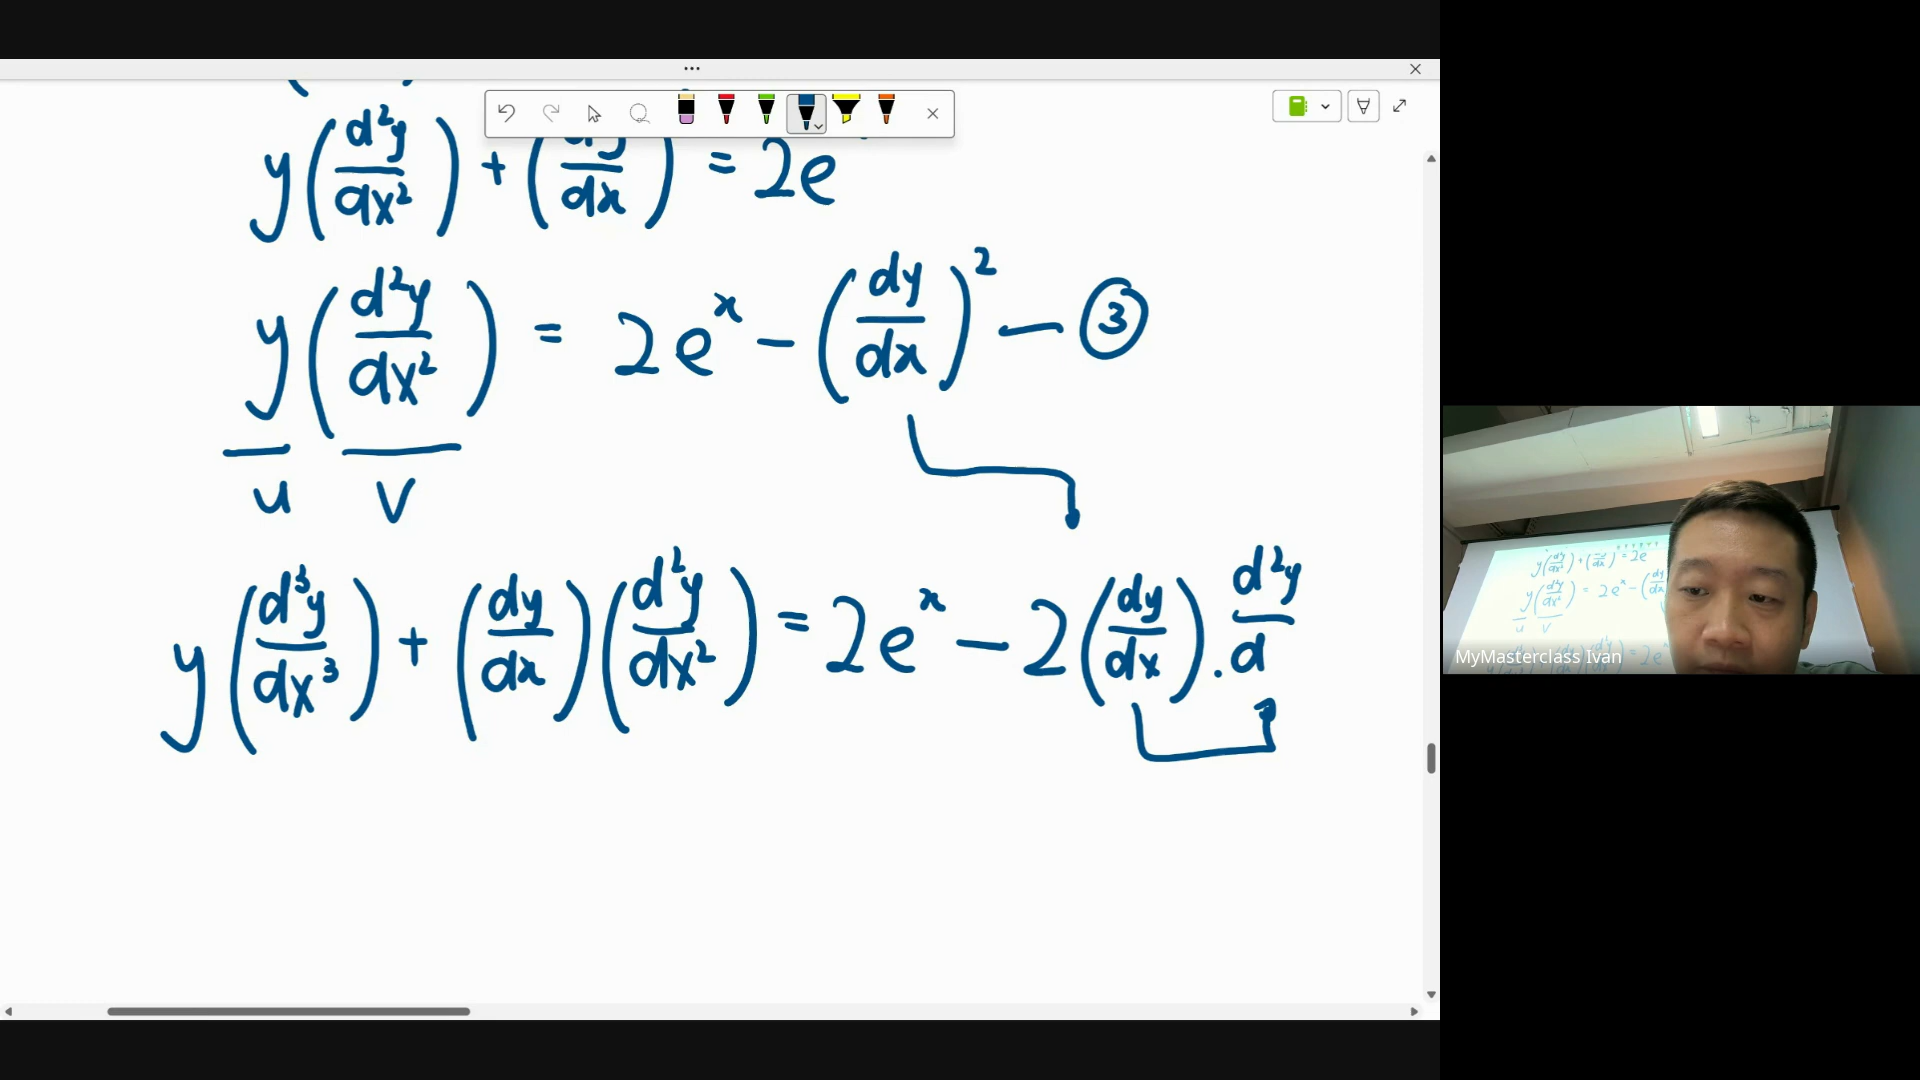 y(d²y/dx²) + (dy/dx) = 2e
y(d²y/dx²) = 2eˣ − (dy/dx)² — ③
u v
y(d³y/dx³) + (dy/dx)(d²y/dx²) = 2eˣ − 2(dy/dx) . d²y/d
MyMasterclass Ivan